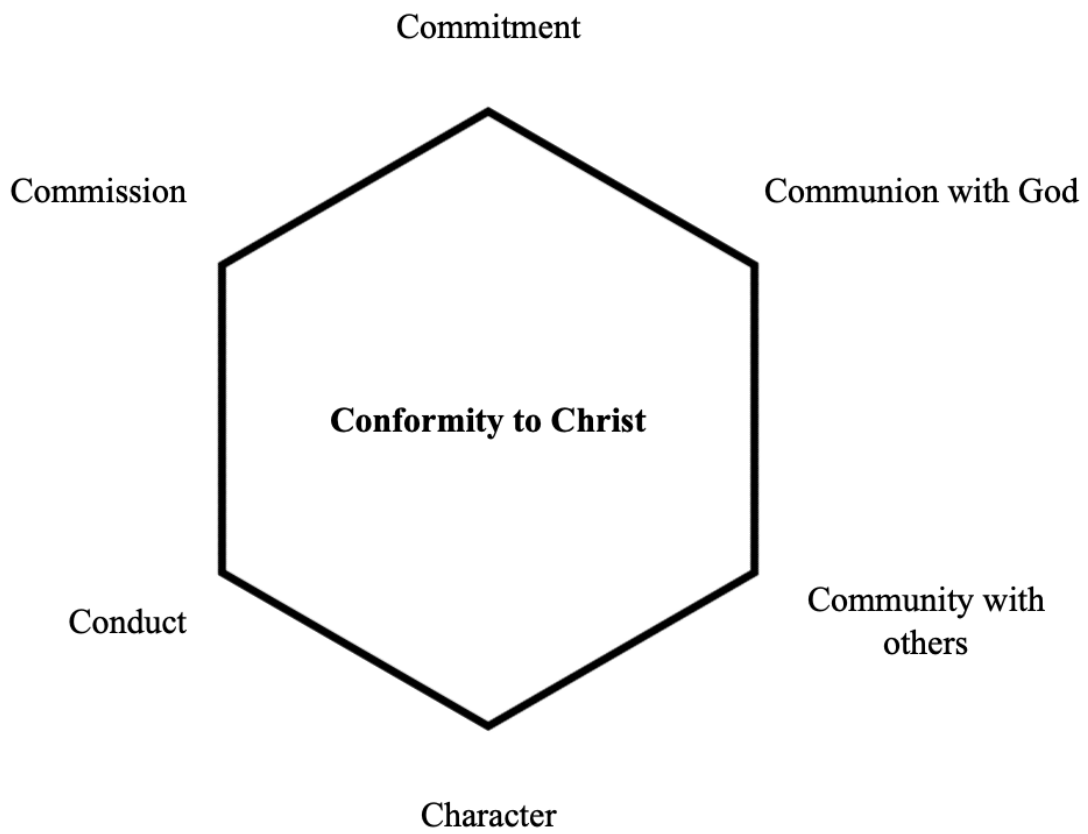 Commitment
Commission
Communion with God
Conformity to Christ
Conduct
Community with
others
Character